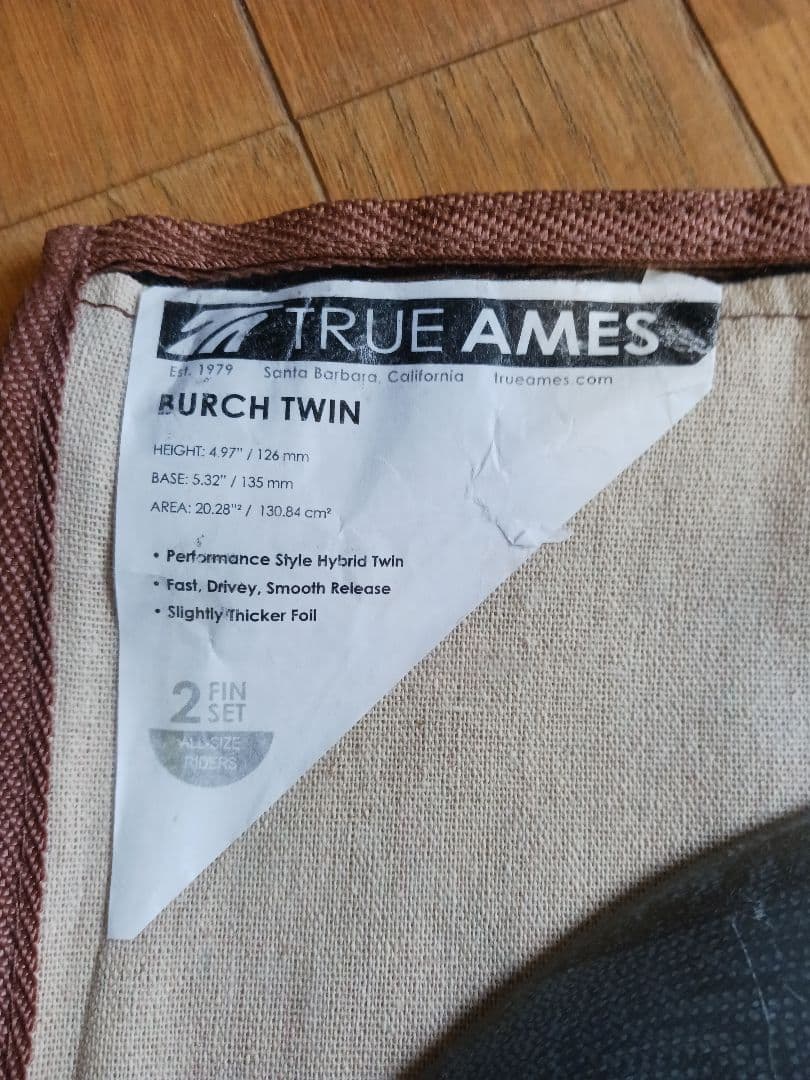 TRUE AMES
Est. 1979 Santa Barbara, California trueames.com
BURCH TWIN
HEIGHT: 4.97" / 126 mm
BASE: 5.32" / 135 mm
AREA: 20.28"² / 130.84 cm²
• Performance Style Hybrid Twin
• Fast, Drivey, Smooth Release
• Slightly Thicker Foil
2 FIN
SET
ALL SIZE
RIDERS